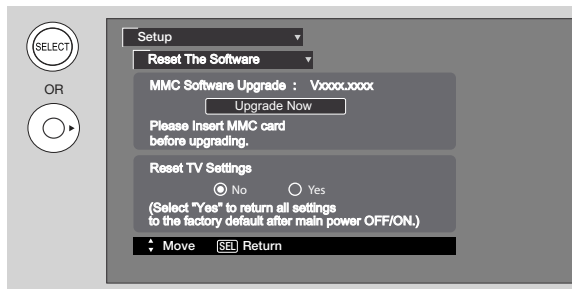 SELECT
OR
Setup
Reset The Software
MMC Software Upgrade : Vxxxx.xxxx
Upgrade Now
Please Insert MMC card
before upgrading.
Reset TV Settings
No Yes
(Select "Yes" to return all settings
to the factory default after main power OFF/ON.)
Move SEL Return